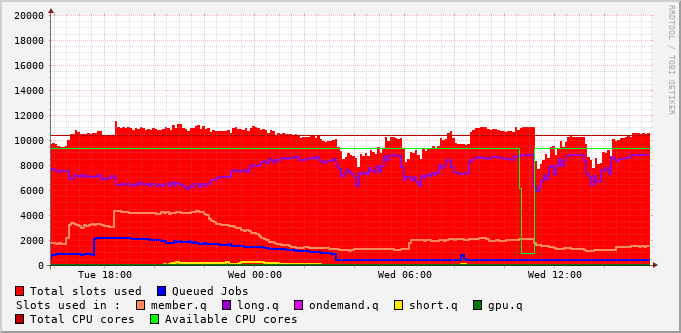 20000
18000
16000
14000
12000
10000
8000
6000
4000
2000
0
Tue 18:00 Wed 00:00 Wed 06:00 Wed 12:00
RRDTOOL / TOBI OETIKER
Total slots used Queued Jobs
Slots used in : member.q long.q ondemand.q short.q gpu.q
Total CPU cores Available CPU cores